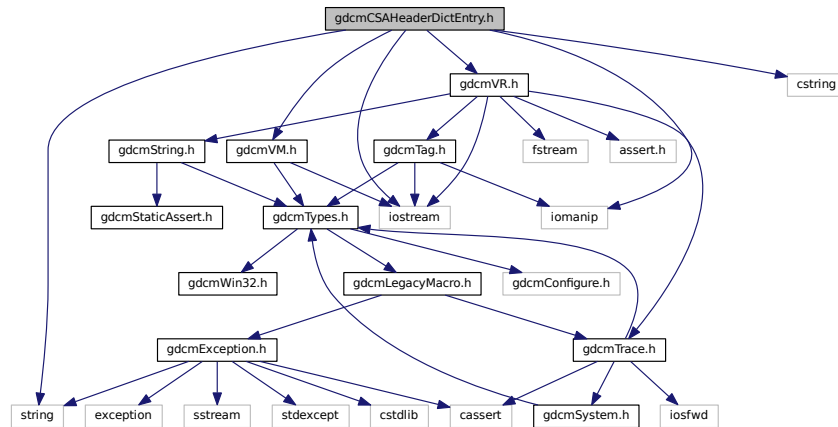 gdcmCSAHeaderDictEntry.h
gdcmVR.h
cstring
gdcmString.h
gdcmVM.h
gdcmTag.h
fstream
assert.h
gdcmStaticAssert.h
gdcmTypes.h
iostream
iomanip
gdcmWin32.h
gdcmLegacyMacro.h
gdcmConfigure.h
gdcmException.h
gdcmTrace.h
string
exception
sstream
stdexcept
cstdlib
cassert
gdcmSystem.h
iosfwd